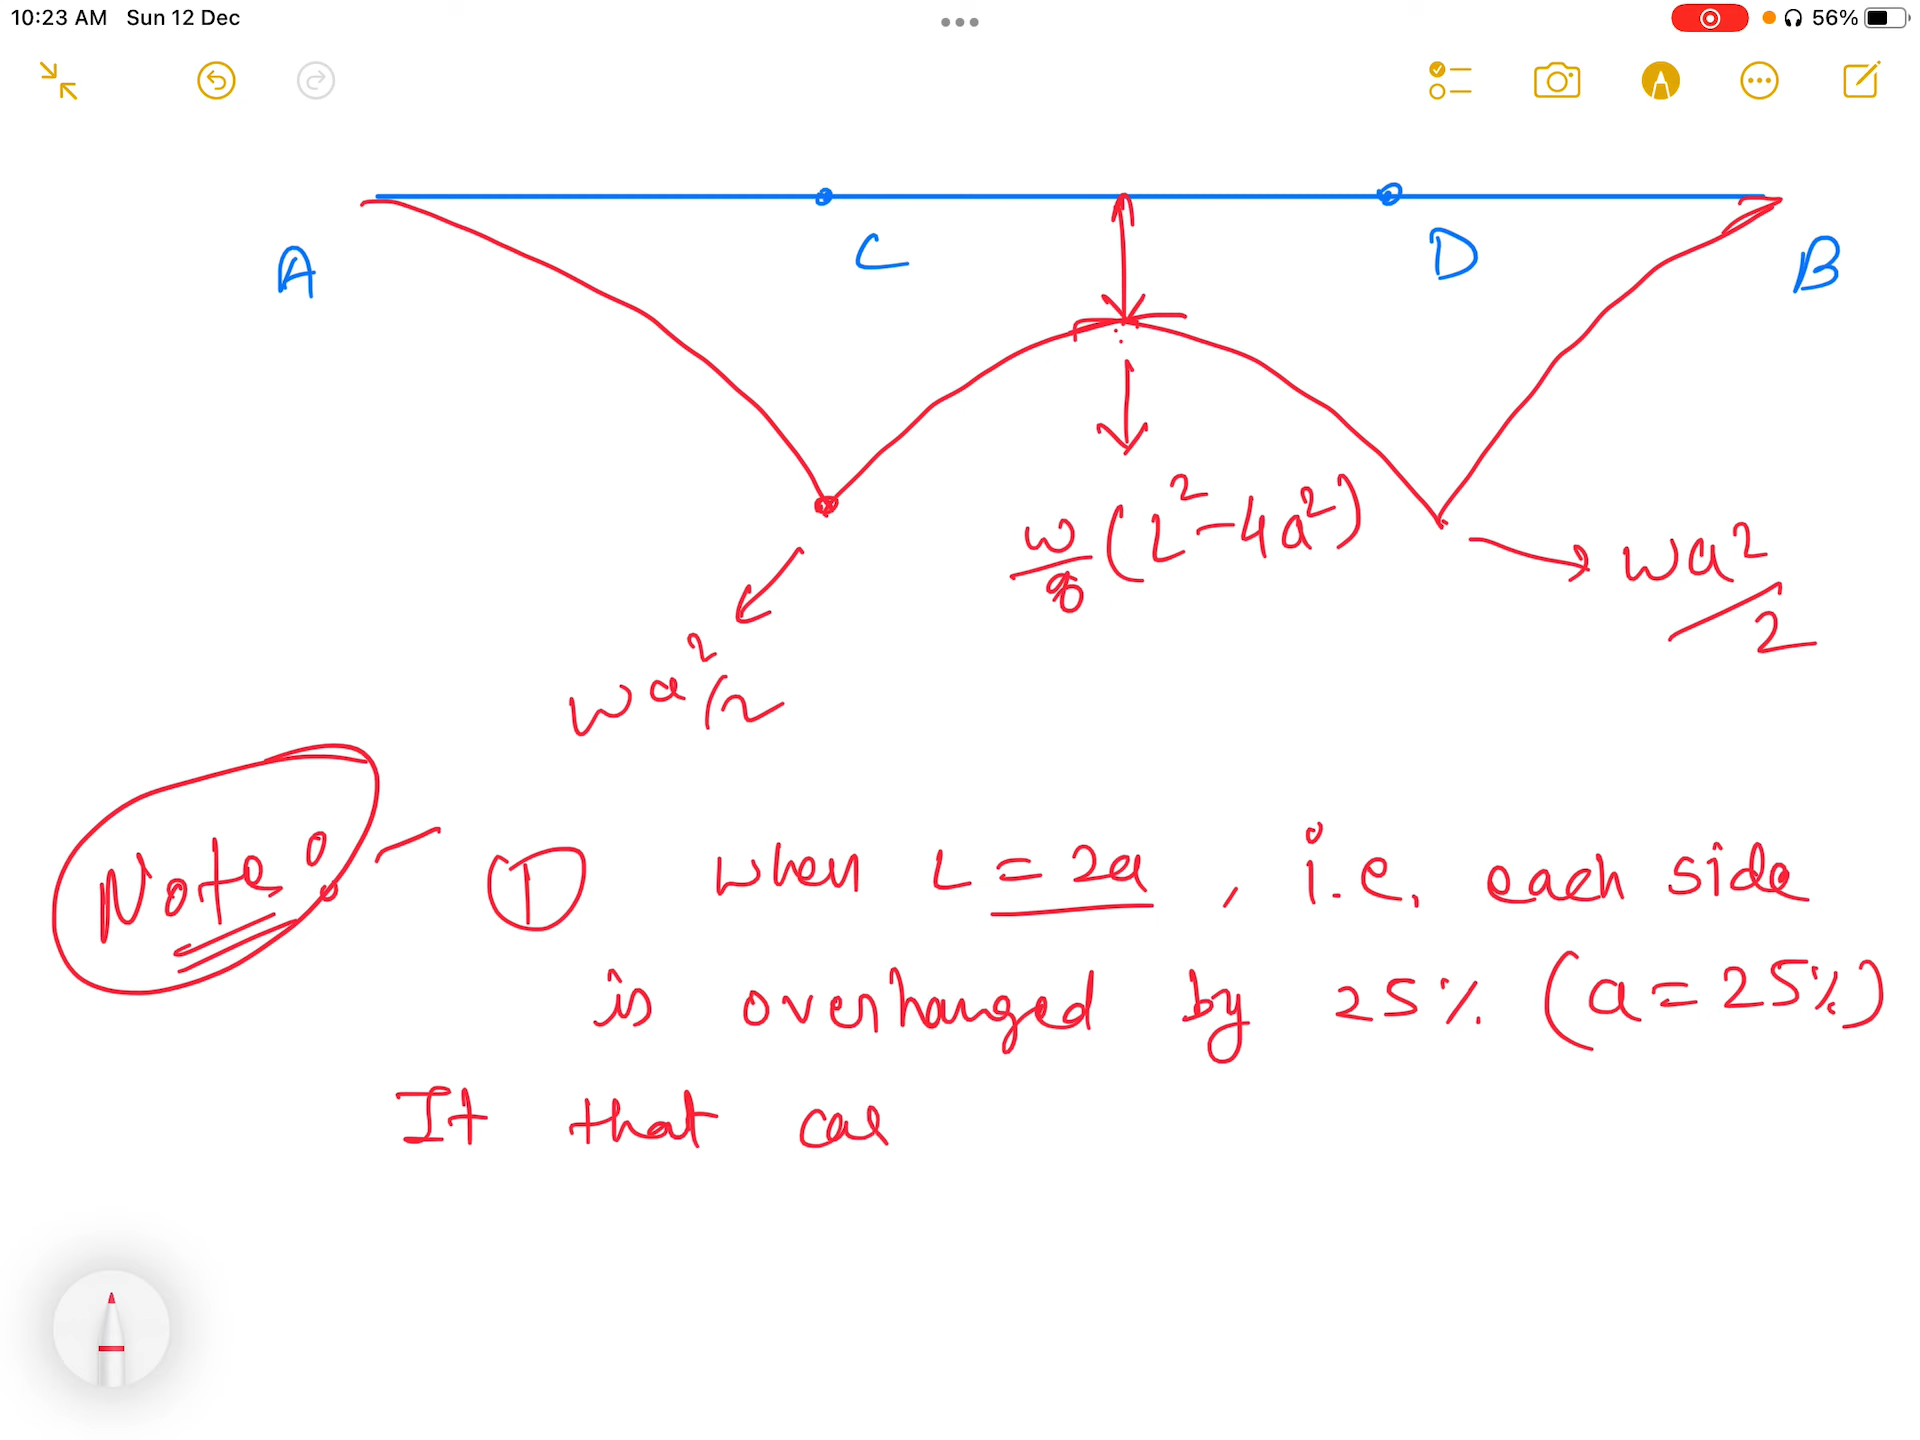 10:23 AM Sun 12 Dec
56%
A
C
D
B
w/8 (L²-4a²)
wa²/2
wa²/2
Note:- ① when L = 2a, i.e. each side
is overhanged by 25% (a = 25%)
It that cas